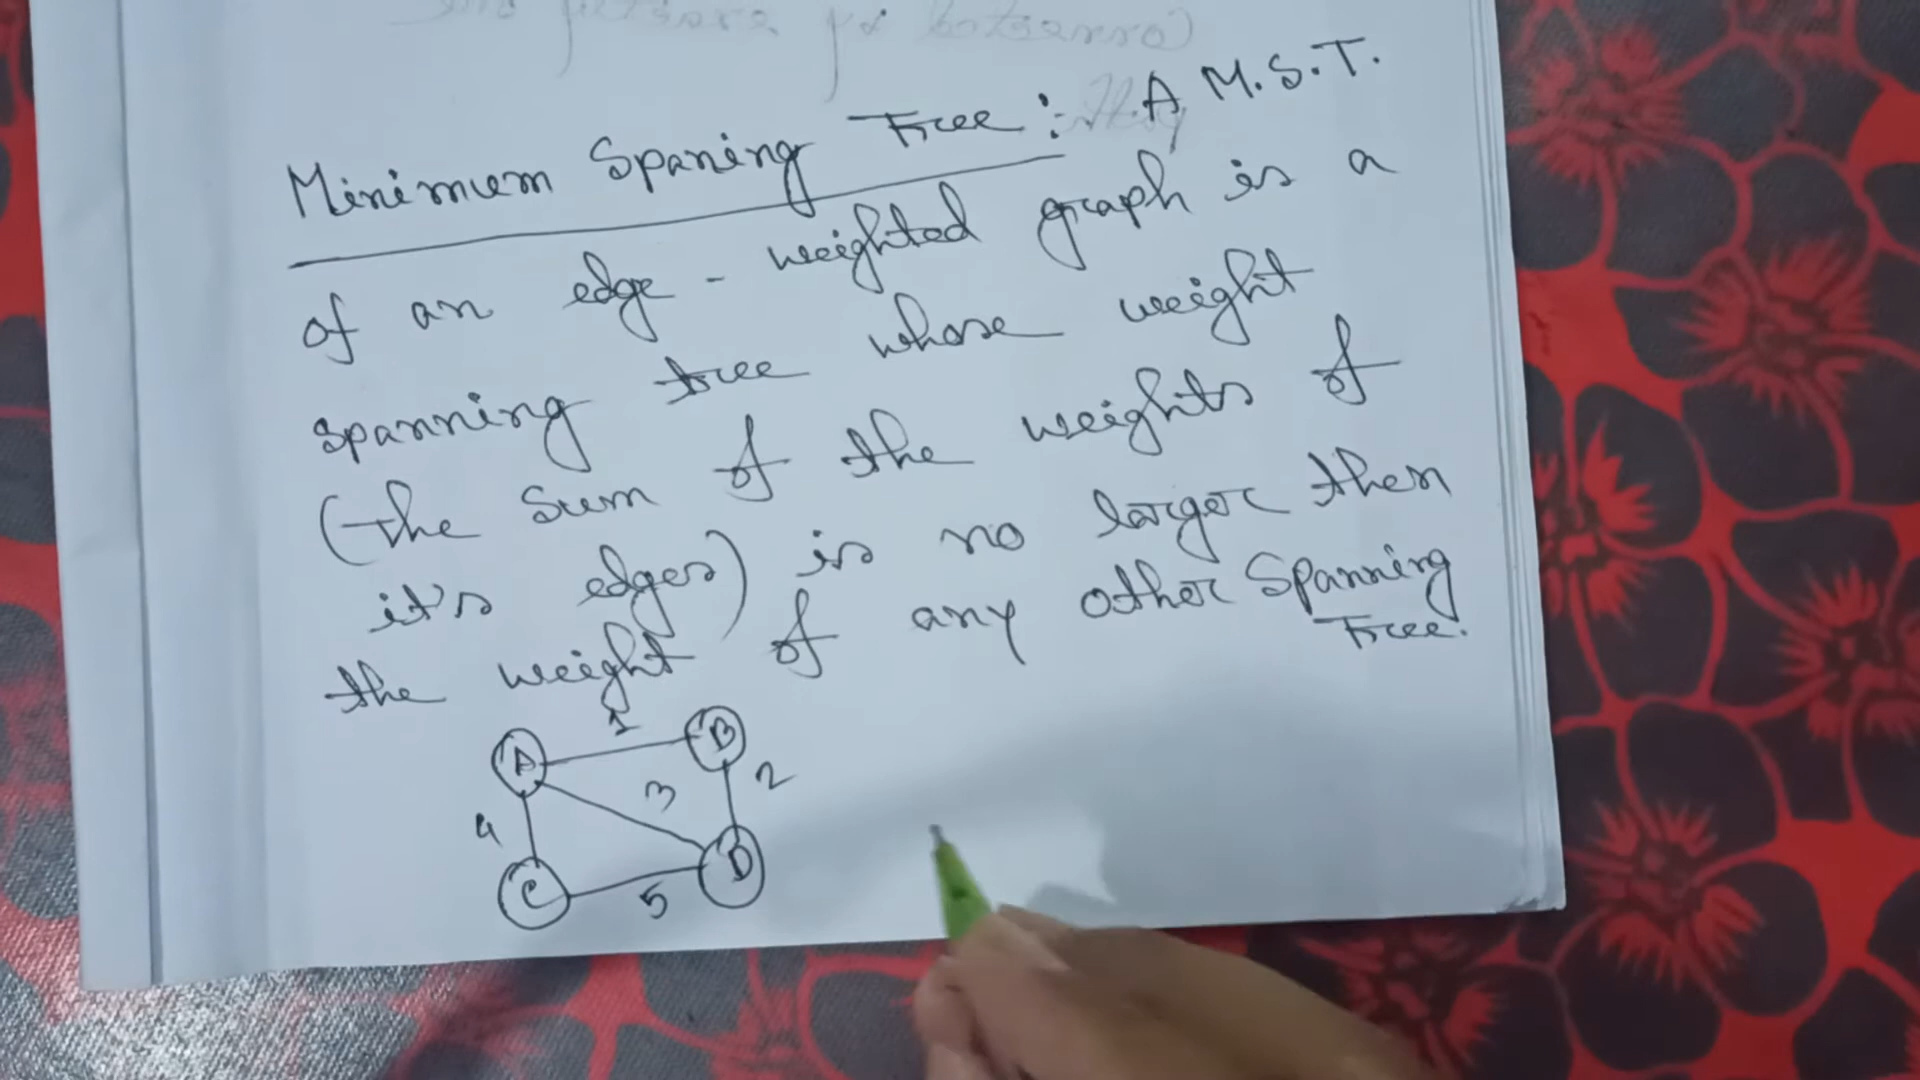 Minimum Spaning Tree : A M.S.T.
of an edge - weighted graph is a
spanning tree whose weight
(the sum of the weights of
it's edges) is no larger then
the weight of any other Spanning
Tree.
A 1 B
4 3 2
C 5 D